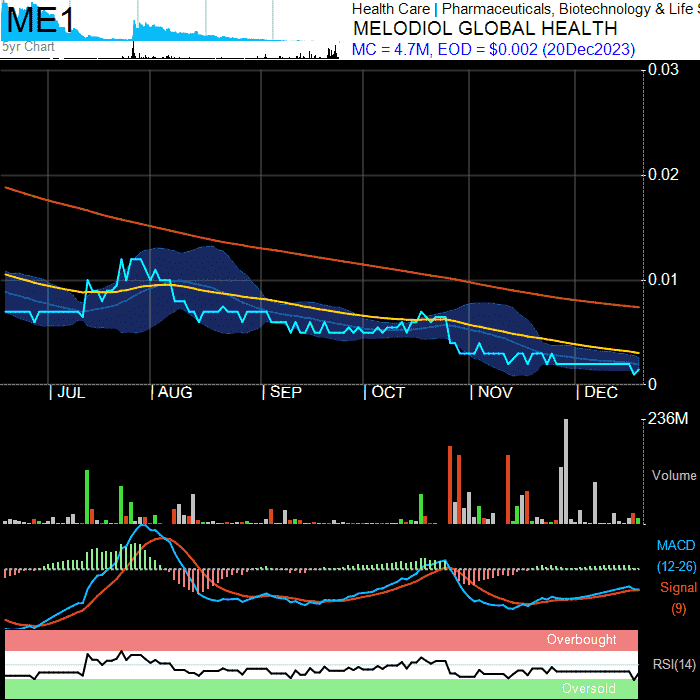 ME1
5yr Chart
Health Care | Pharmaceuticals, Biotechnology & Life S
MELODIOL GLOBAL HEALTH
MC = 4.7M, EOD = $0.002 (20Dec2023)
0.03
0.02
0.01
0
| JUL
| AUG
| SEP
| OCT
| NOV
| DEC
236M
Volume
MACD
(12-26)
Signal
(9)
Overbought
RSI(14)
Oversold